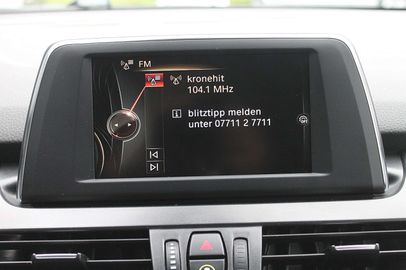 FM
kronehit
104.1 MHz
blitztipp melden
unter 07711 2 7711